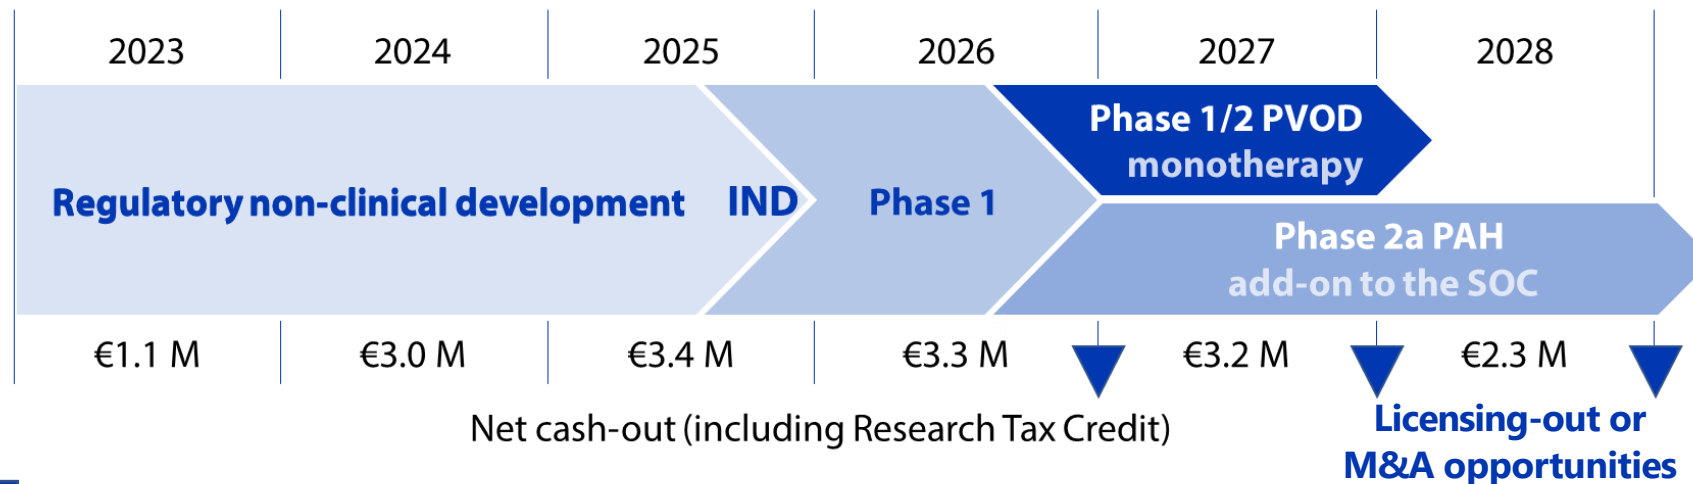 2023 2024 2025 2026 2027 2028
Phase 1/2 PVOD
monotherapy
Regulatory non-clinical development IND Phase 1
Phase 2a PAH
add-on to the SOC
€1.1 M €3.0 M €3.4 M €3.3 M €3.2 M €2.3 M
Net cash-out (including Research Tax Credit)
Licensing-out or
M&A opportunities